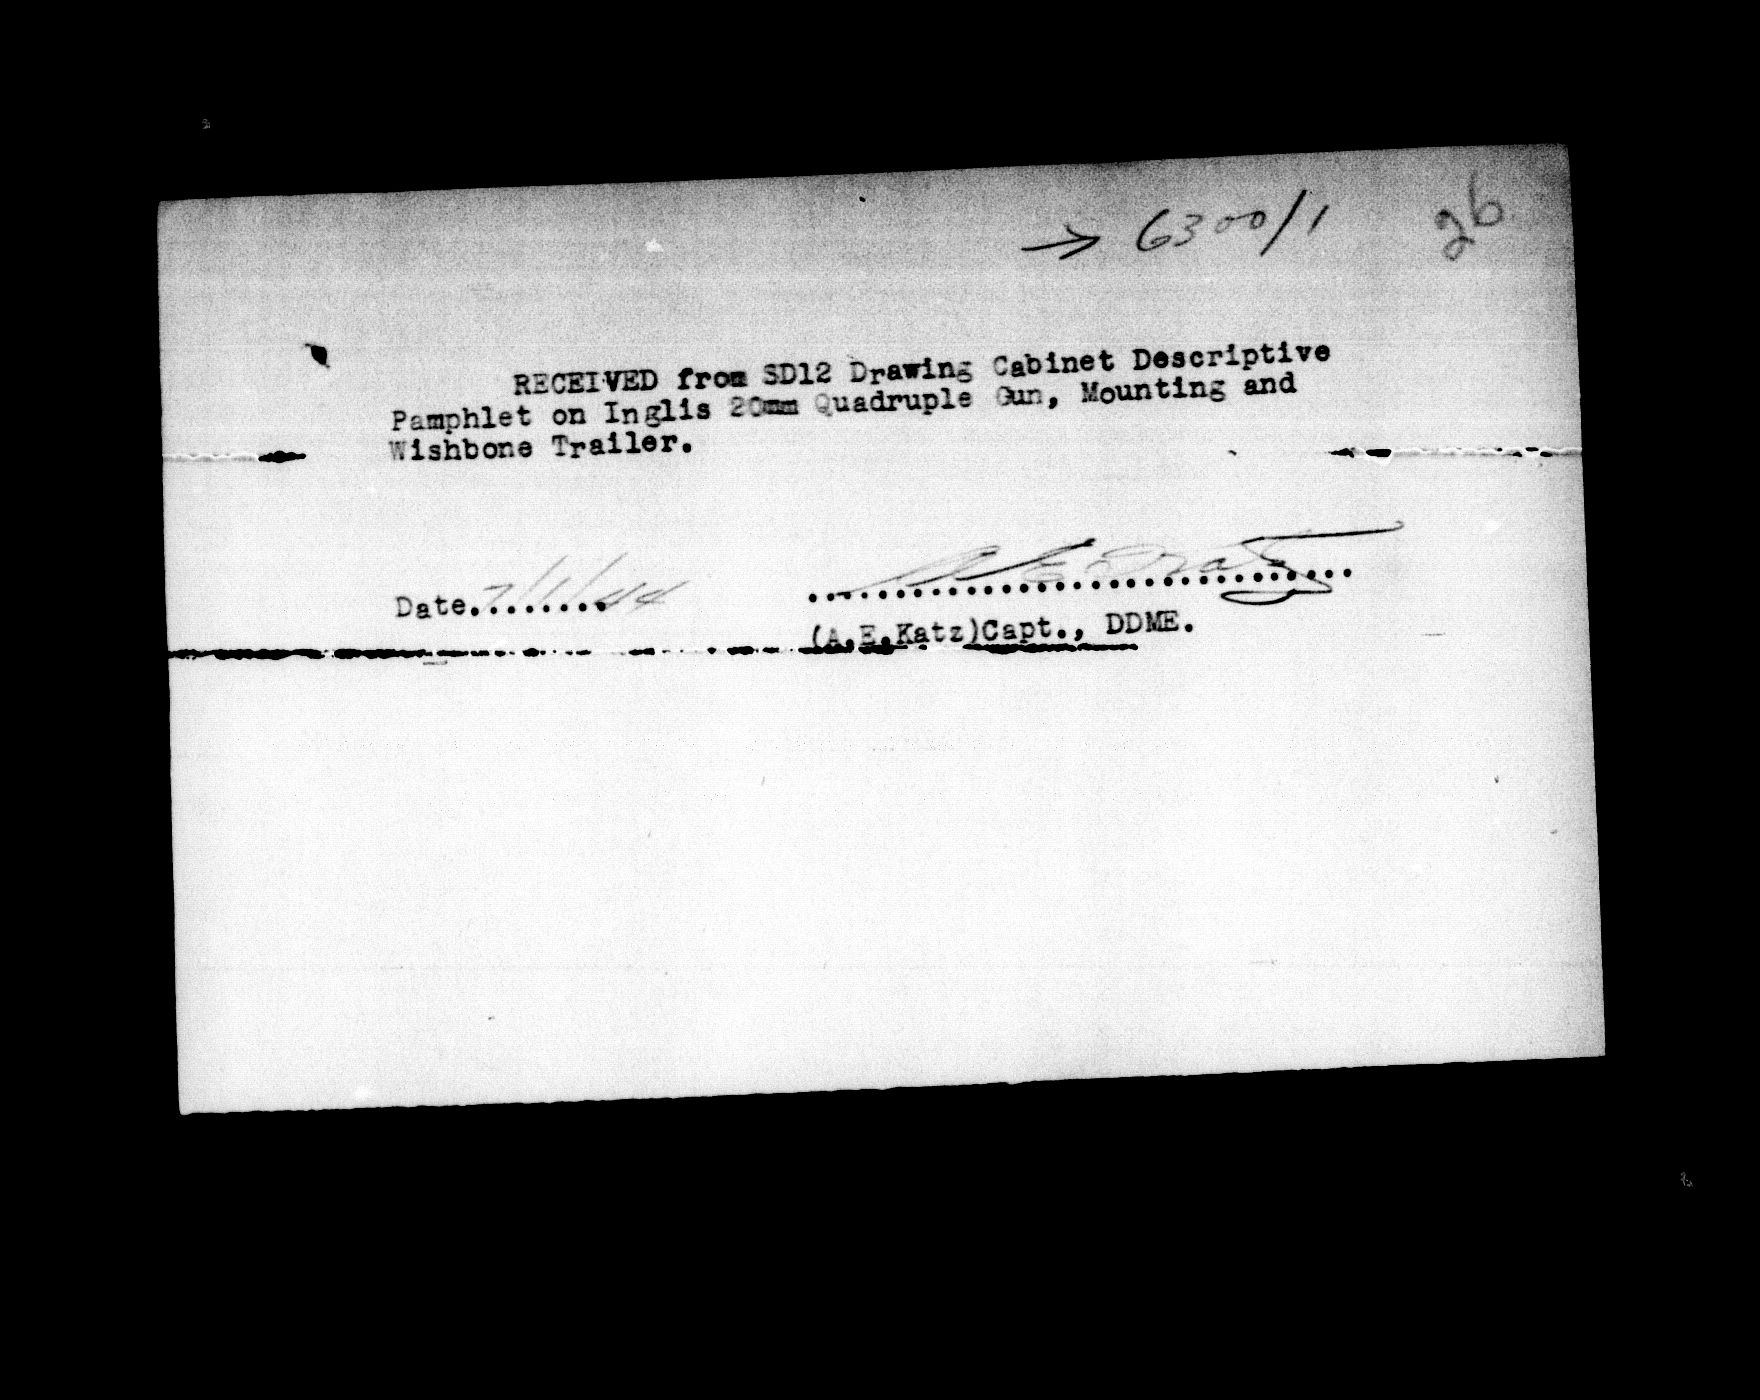 → 6300/1 gb
RECEIVED from SD12 Drawing Cabinet Descriptive
Pamphlet on Inglis 20mm Quadruple Gun, Mounting and
Wishbone Trailer.
Date........ 7/1/44
(A.E.Katz)Capt., DDME.